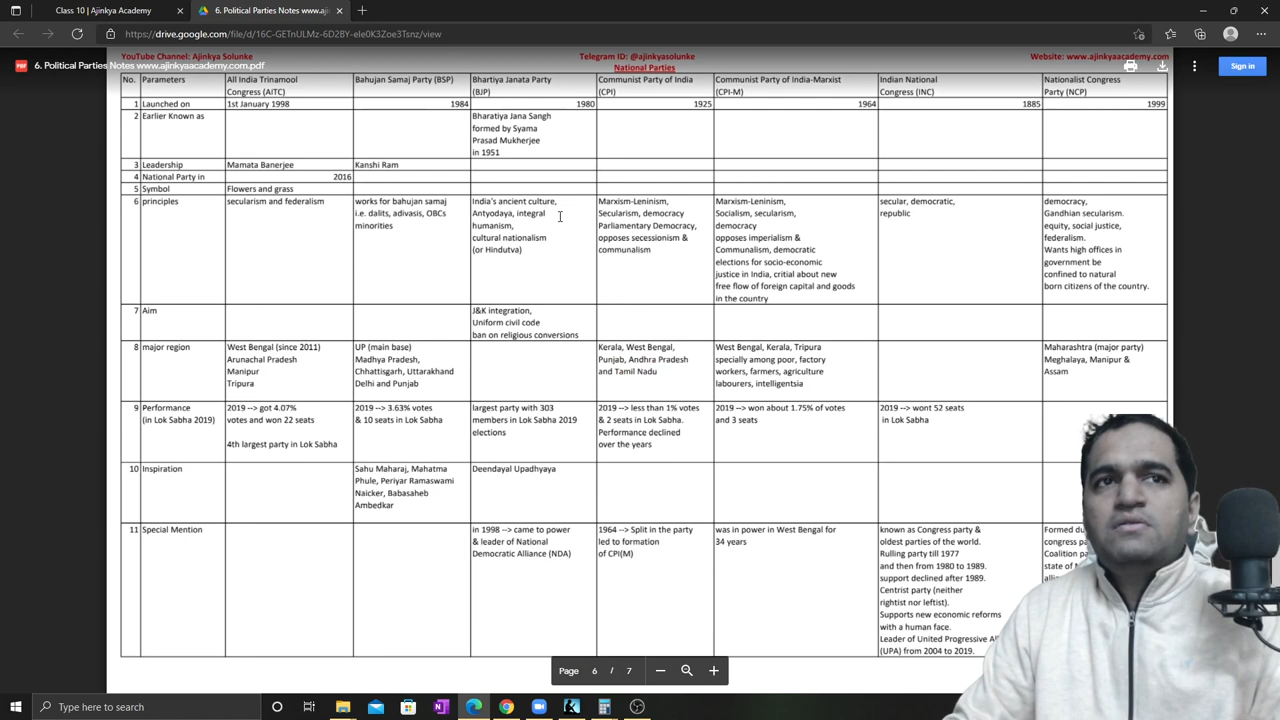 Class 10 | Ajinkya Academy
6. Political Parties Notes www.aji
https://drive.google.com/file/d/16C-GETnULMz-6D2BY-ele0K3Zoe3Tsnz/view
YouTube Channel: Ajinkya Solunke
Telegram ID: @ajinkyasolunke
Website: www.ajinkyaacademy.com
6. Political Parties Notes www.ajinkyaacademy.com.pdf
Sign in
National Parties
No. Parameters
All India Trinamool
Congress (AITC)
Bahujan Samaj Party (BSP)
Bhartiya Janata Party
(BJP)
Communist Party of India
(CPI)
Communist Party of India-Marxist
(CPI-M)
Indian National
Congress (INC)
Nationalist Congress
Party (NCP)
1 Launched on
1st January 1998
1984
1980
1925
1964
1885
1999
2 Earlier Known as
Bharatiya Jana Sangh
formed by Syama
Prasad Mukherjee
in 1951
3 Leadership
Mamata Banerjee
Kanshi Ram
4 National Party in
2016
5 Symbol
Flowers and grass
6 principles
secularism and federalism
works for bahujan samaj
i.e. dalits, adivasis, OBCs
minorities
India's ancient culture,
Antyodaya, integral
humanism,
cultural nationalism
(or Hindutva)
Marxism-Leninism,
Secularism, democracy
Parliamentary Democracy,
opposes secessionism &
communalism
Marxism-Leninism,
Socialism, secularism,
democracy
opposes imperialism &
Communalism, democratic
elections for socio-economic
justice in India, critial about new
free flow of foreign capital and goods
in the country
secular, democratic,
republic
democracy,
Gandhian secularism.
equity, social justice,
federalism.
Wants high offices in
government be
confined to natural
born citizens of the country.
7 Aim
J&K integration,
Uniform civil code
ban on religious conversions
8 major region
West Bengal (since 2011)
Arunachal Pradesh
Manipur
Tripura
UP (main base)
Madhya Pradesh,
Chhattisgarh, Uttarakhand
Delhi and Punjab
Kerala, West Bengal,
Punjab, Andhra Pradesh
and Tamil Nadu
West Bengal, Kerala, Tripura
specially among poor, factory
workers, farmers, agriculture
labourers, intelligentsia
Maharashtra (major party)
Meghalaya, Manipur &
Assam
9 Performance
(in Lok Sabha 2019)
2019 --> got 4.07%
votes and won 22 seats
4th largest party in Lok Sabha
2019 --> 3.63% votes
& 10 seats in Lok Sabha
largest party with 303
members in Lok Sabha 2019
elections
2019 --> less than 1% votes
& 2 seats in Lok Sabha.
Performance declined
over the years
2019 --> won about 1.75% of votes
and 3 seats
2019 --> wont 52 seats
in Lok Sabha
10 Inspiration
Sahu Maharaj, Mahatma
Phule, Periyar Ramaswami
Naicker, Babasaheb
Ambedkar
Deendayal Upadhyaya
11 Special Mention
in 1998 --> came to power
& leader of National
Democratic Alliance (NDA)
1964 --> Split in the party
led to formation
of CPI(M)
was in power in West Bengal for
34 years
known as Congress party &
oldest parties of the world.
Rulling party till 1977
and then from 1980 to 1989.
support declined after 1989.
Centrist party (neither
rightist nor leftist).
Supports new economic reforms
with a human face.
Leader of United Progressive
(UPA) from 2004 to 2019.
Formed
congress
Coalition
state of
Page 6 / 7
Type here to search